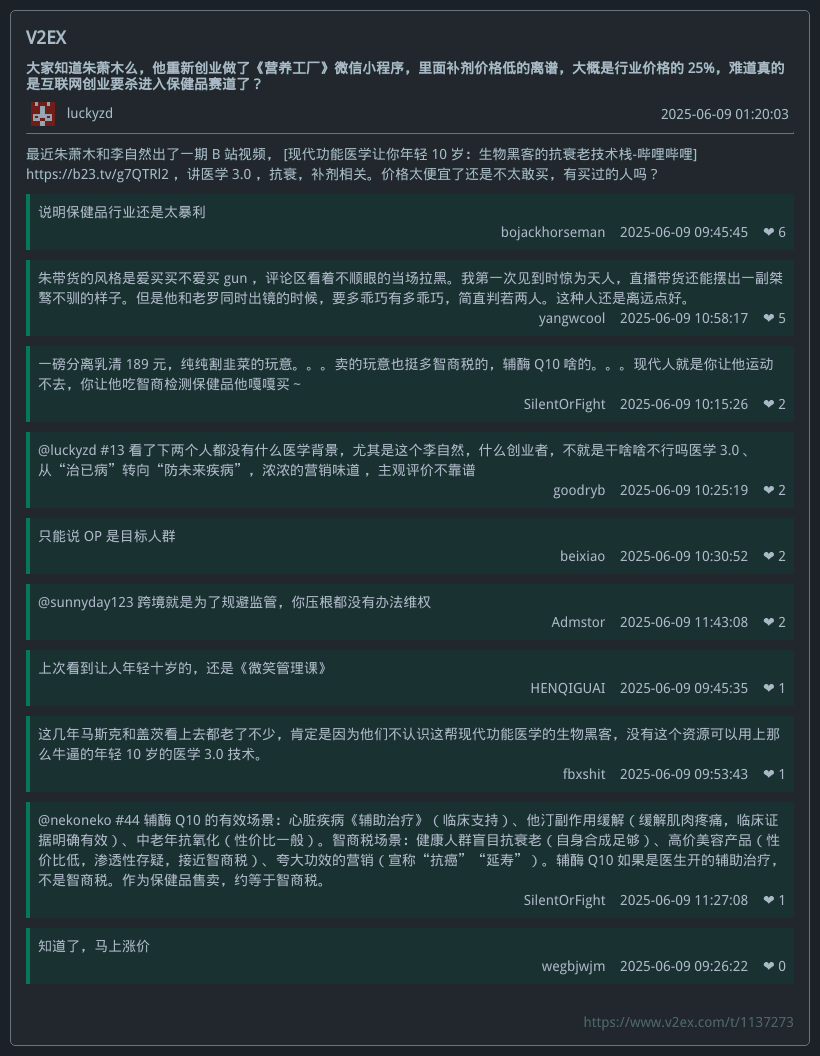 V2EX
大家知道朱萧木么，他重新创业做了《营养工厂》微信小程序，里面补剂价格低的离谱，大概是行业价格的 25%，难道真的
是互联网创业要杀进入保健品赛道了？
luckyzd
2025-06-09 01:20:03
最近朱萧木和李自然出了一期 B 站视频， [现代功能医学让你年轻 10 岁：生物黑客的抗衰老技术栈-哔哩哔哩]
https://b23.tv/g7QTRl2 ，讲医学 3.0 ，抗衰，补剂相关。价格太便宜了还是不太敢买，有买过的人吗？
说明保健品行业还是太暴利
bojackhorseman 2025-06-09 09:45:45 ❤ 6
朱带货的风格是爱买买不爱买 gun ，评论区看着不顺眼的当场拉黑。我第一次见到时惊为天人，直播带货还能摆出一副桀
骜不驯的样子。但是他和老罗同时出镜的时候，要多乖巧有多乖巧，简直判若两人。这种人还是离远点好。
yangwcool 2025-06-09 10:58:17 ❤ 5
一磅分离乳清 189 元，纯纯割韭菜的玩意。。。卖的玩意也挺多智商税的，辅酶 Q10 啥的。。。现代人就是你让他运动
不去，你让他吃智商检测保健品他嘎嘎买 ~
SilentOrFight 2025-06-09 10:15:26 ❤ 2
@luckyzd #13 看了下两个人都没有什么医学背景，尤其是这个李自然，什么创业者，不就是干啥啥不行吗医学 3.0 、
从“治已病”转向“防未来疾病”，浓浓的营销味道 ，主观评价不靠谱
goodryb 2025-06-09 10:25:19 ❤ 2
只能说 OP 是目标人群
beixiao 2025-06-09 10:30:52 ❤ 2
@sunnyday123 跨境就是为了规避监管，你压根都没有办法维权
Admstor 2025-06-09 11:43:08 ❤ 2
上次看到让人年轻十岁的，还是《微笑管理课》
HENQIGUAI 2025-06-09 09:45:35 ❤ 1
这几年马斯克和盖茨看上去都老了不少，肯定是因为他们不认识这帮现代功能医学的生物黑客，没有这个资源可以用上那
么牛逼的年轻 10 岁的医学 3.0 技术。
fbxshit 2025-06-09 09:53:43 ❤ 1
@nekoneko #44 辅酶 Q10 的有效场景：心脏疾病《辅助治疗》（临床支持）、他汀副作用缓解（缓解肌肉疼痛，临床证
据明确有效）、中老年抗氧化（性价比一般）。智商税场景：健康人群盲目抗衰老（自身合成足够）、高价美容产品（性
价比低，渗透性存疑，接近智商税）、夸大功效的营销（宣称“抗癌”“延寿”）。辅酶 Q10 如果是医生开的辅助治疗，
不是智商税。作为保健品售卖，约等于智商税。
SilentOrFight 2025-06-09 11:27:08 ❤ 1
知道了，马上涨价
wegbjwjm 2025-06-09 09:26:22 ❤ 0
https://www.v2ex.com/t/1137273